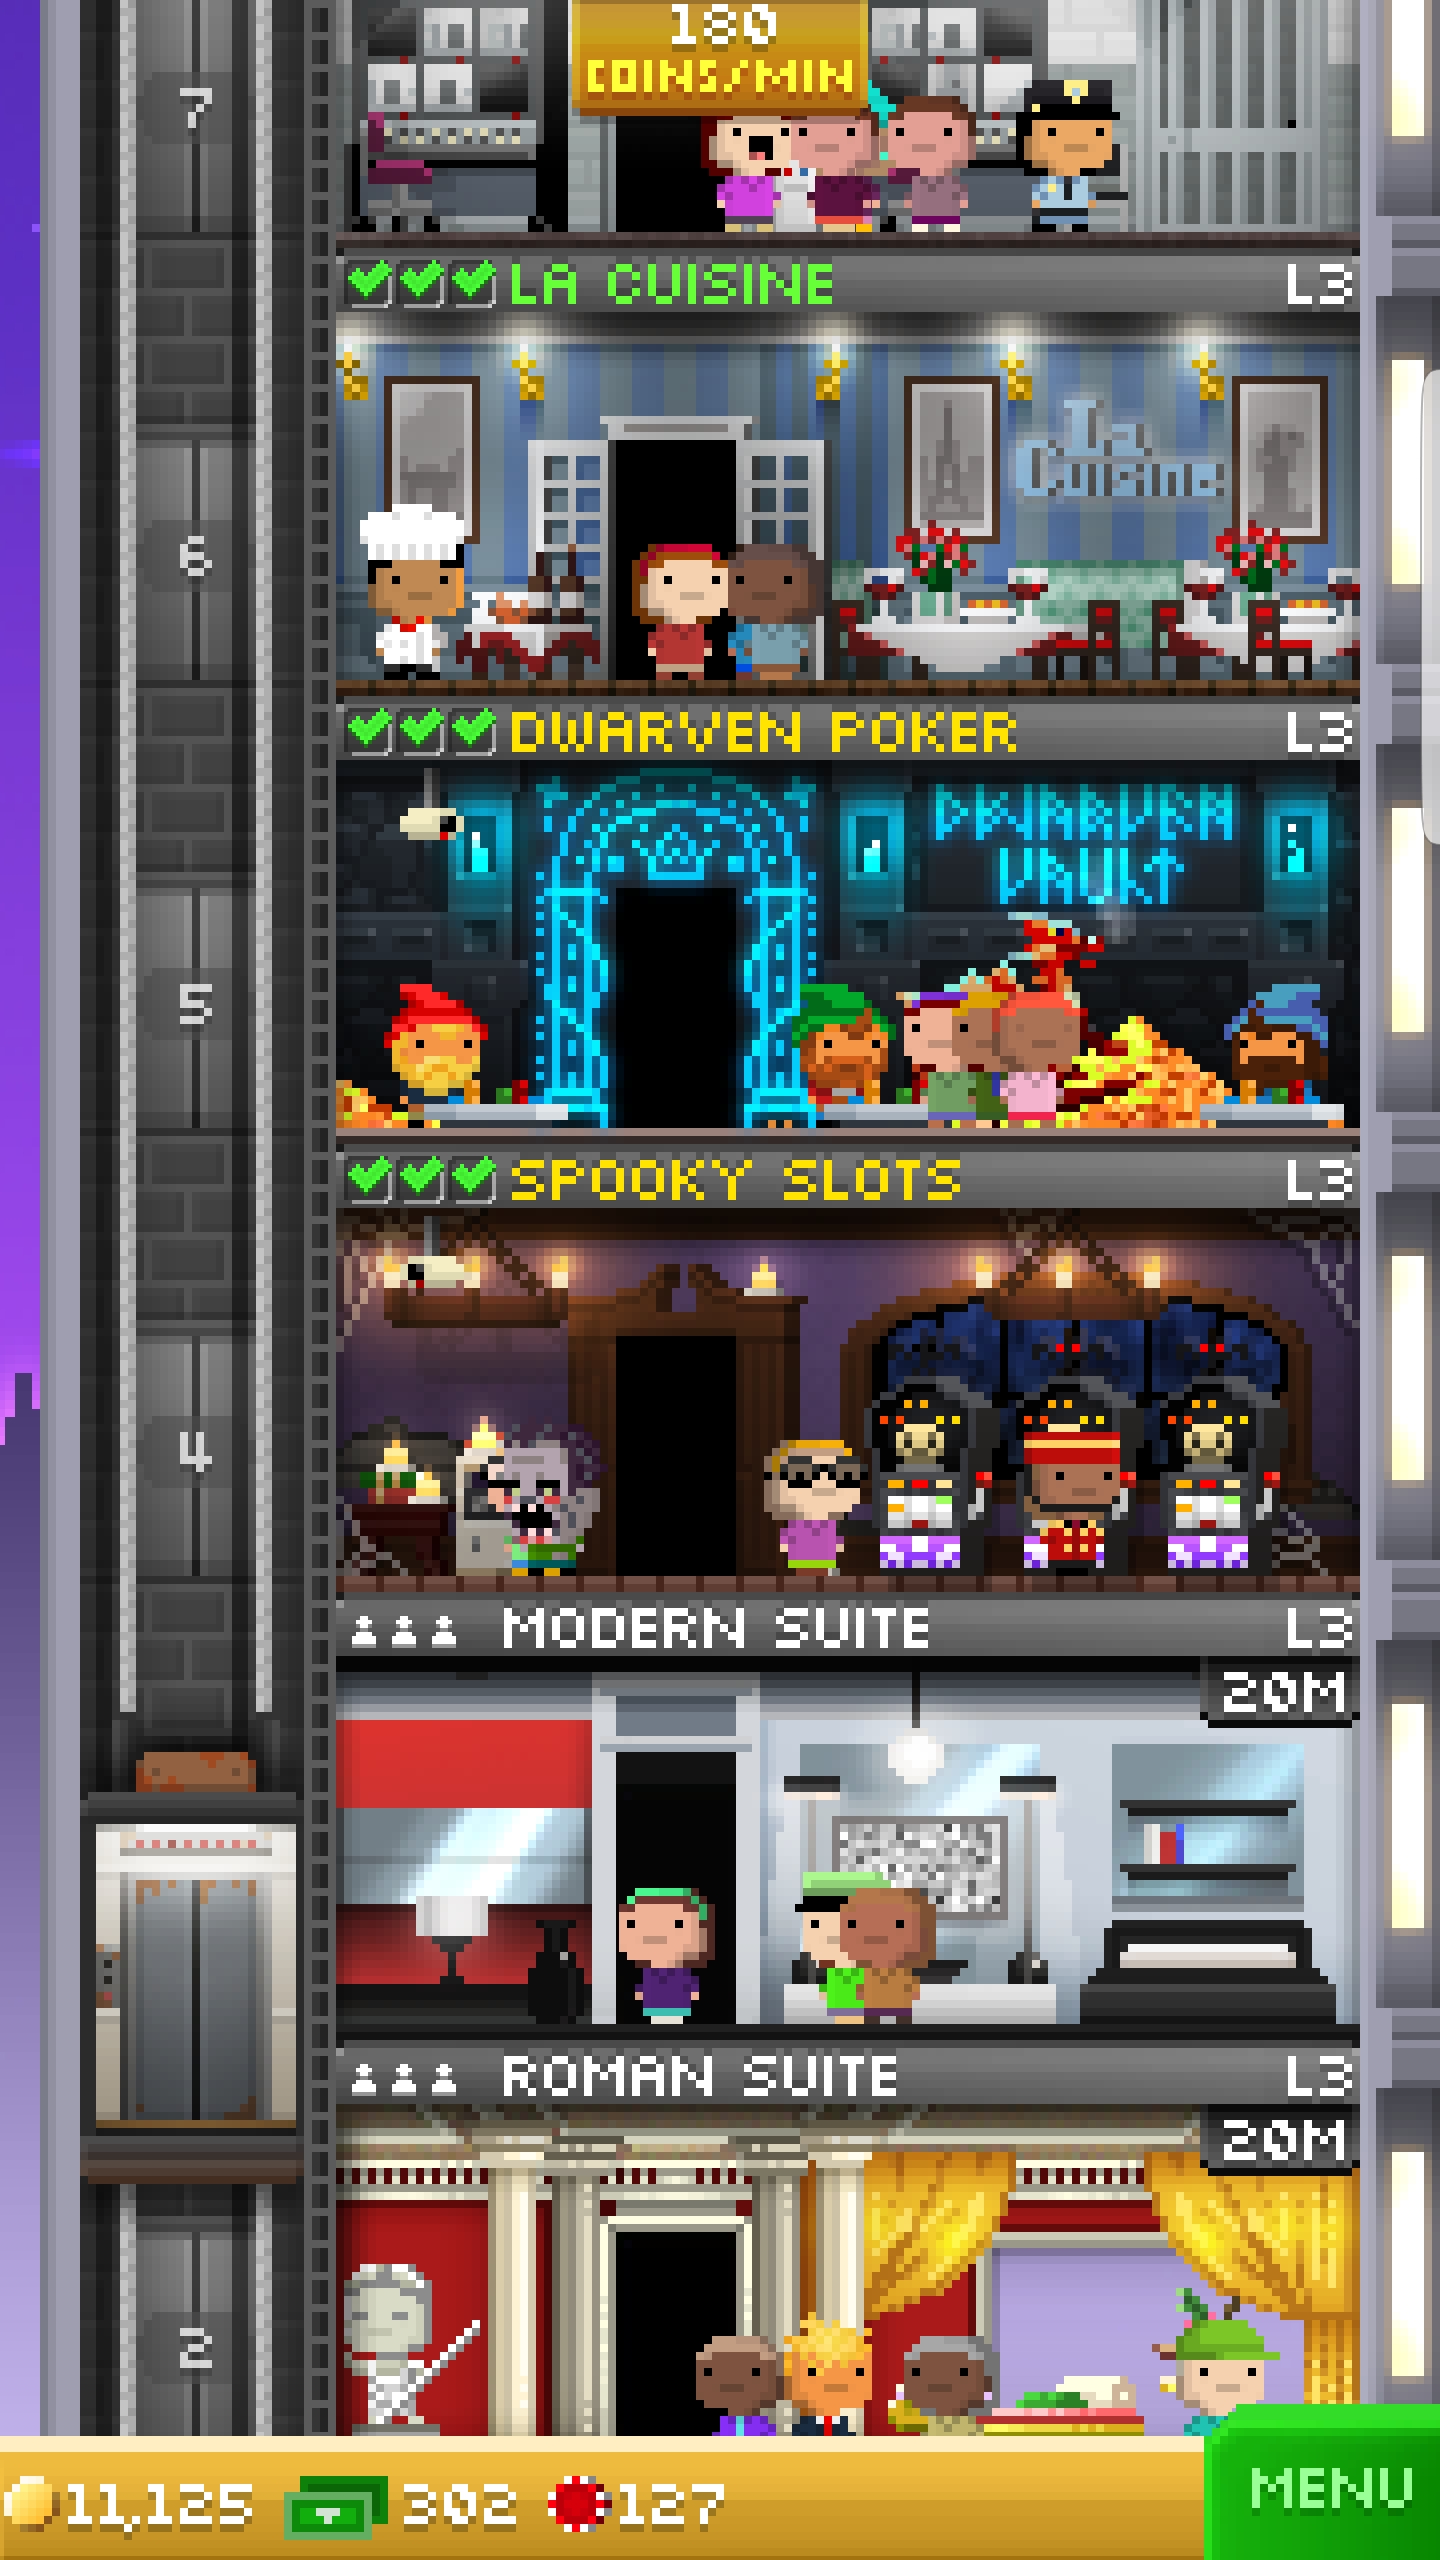 180
COINS/MIN
7
LA CUISINE L3
La
Cuisine
6
DWARVEN POKER L3
DWARVEN
VAULT
5
SPOOKY SLOTS L3
4
MODERN SUITE L3
20M
ROMAN SUITE L3
20M
2
11,125 302 127
MENU